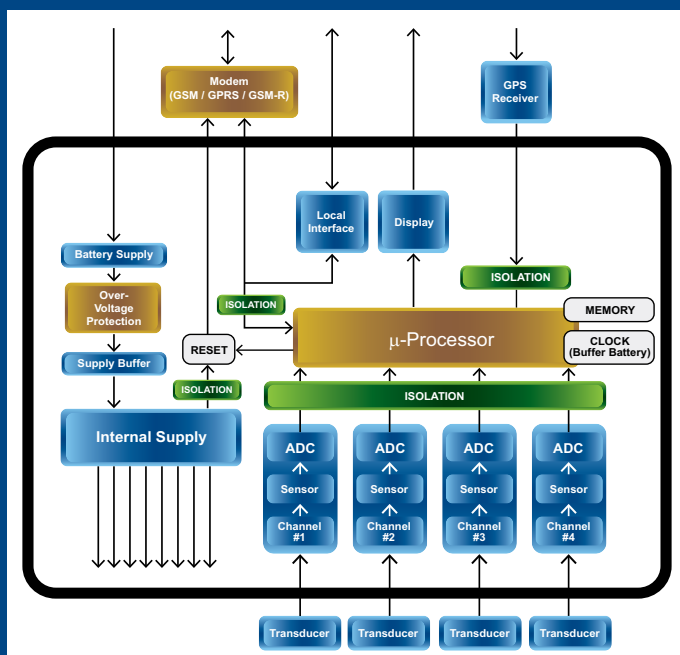 Modem
(GSM / GPRS / GSM-R)
GPS
Receiver
Local
Interface
Display
Battery Supply
ISOLATION
Over-
Voltage
Protection
ISOLATION
MEMORY
μ-Processor
CLOCK
(Buffer Battery)
RESET
Supply Buffer
ISOLATION
ISOLATION
Internal Supply
ADC
Sensor
Channel
#1
ADC
Sensor
Channel
#2
ADC
Sensor
Channel
#3
ADC
Sensor
Channel
#4
Transducer
Transducer
Transducer
Transducer